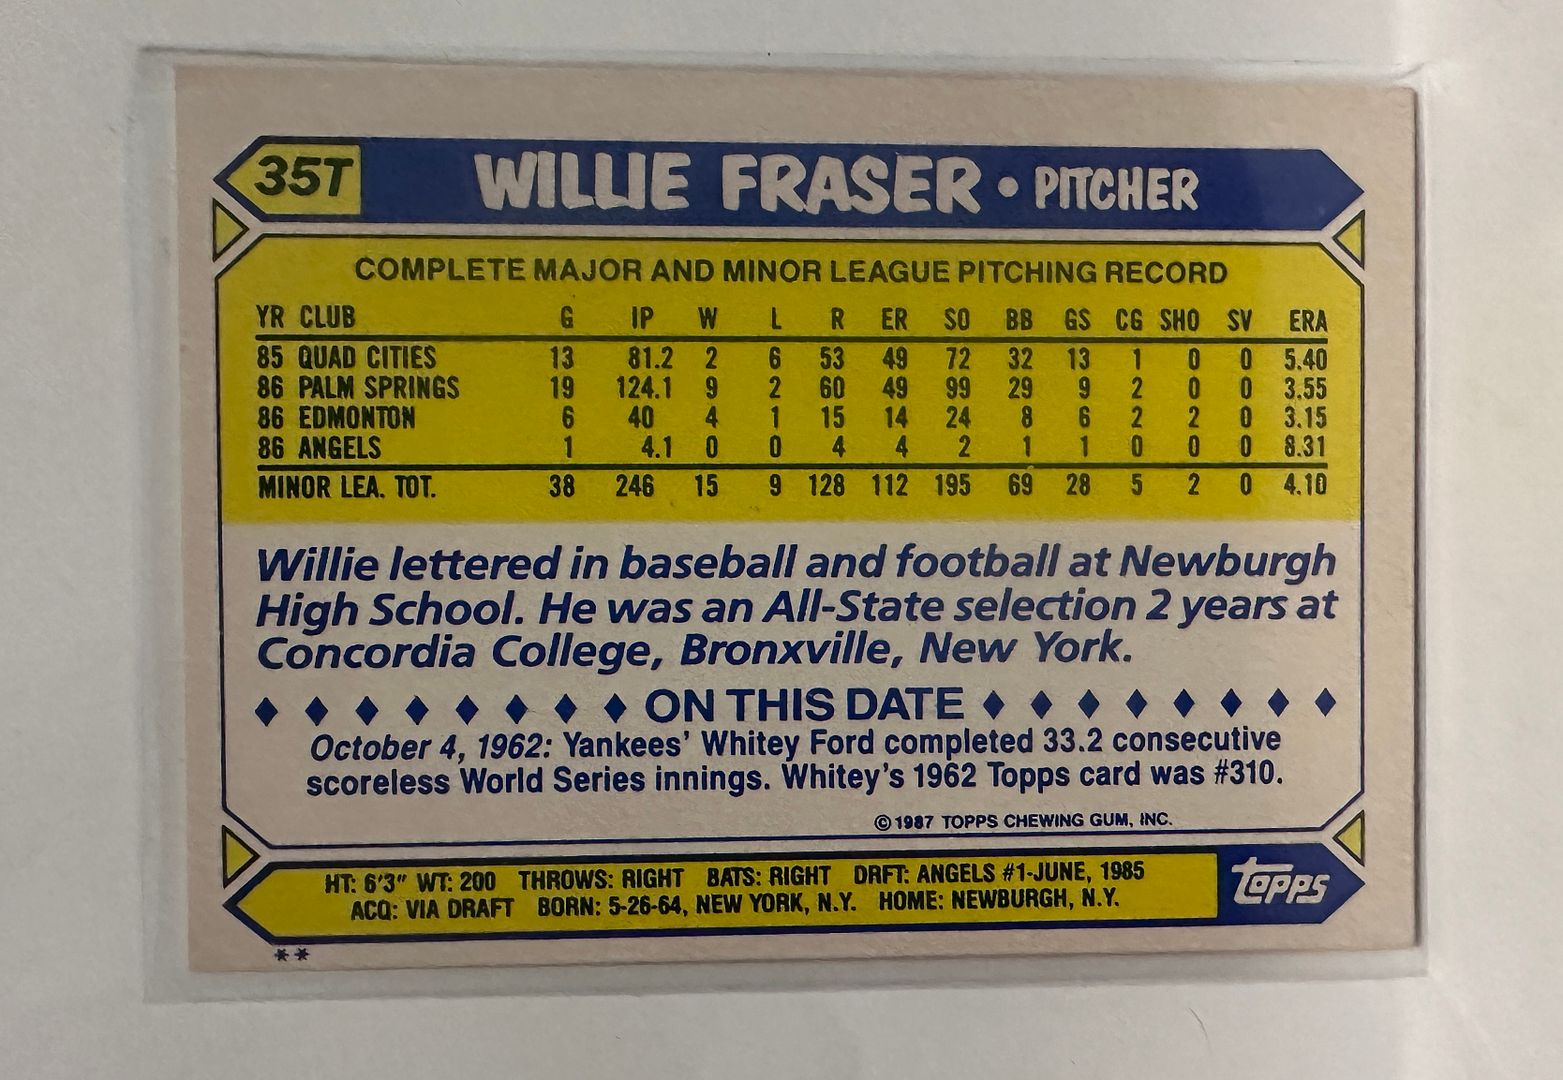 35T WILLIE FRASER • PITCHER
COMPLETE MAJOR AND MINOR LEAGUE PITCHING RECORD
YR CLUB G IP W L R ER SO BB GS CG SHO SV ERA
85 QUAD CITIES 13 81.2 2 6 53 49 72 32 13 1 0 0 5.40
86 PALM SPRINGS 19 124.1 9 2 60 49 99 29 9 2 0 0 3.55
86 EDMONTON 6 40 4 1 15 14 24 8 6 2 2 0 3.15
86 ANGELS 1 4.1 0 0 4 4 2 1 1 0 0 0 8.31
MINOR LEA. TOT. 38 246 15 9 128 112 195 69 28 5 2 0 4.10
Willie lettered in baseball and football at Newburgh
High School. He was an All-State selection 2 years at
Concordia College, Bronxville, New York.
ON THIS DATE
October 4, 1962: Yankees' Whitey Ford completed 33.2 consecutive
scoreless World Series innings. Whitey's 1962 Topps card was #310.
© 1987 TOPPS CHEWING GUM, INC.
HT: 6'3" WT: 200 THROWS: RIGHT BATS: RIGHT DRFT: ANGELS #1-JUNE, 1985
ACQ: VIA DRAFT BORN: 5-26-64, NEW YORK, N.Y. HOME: NEWBURGH, N.Y.
topps
**